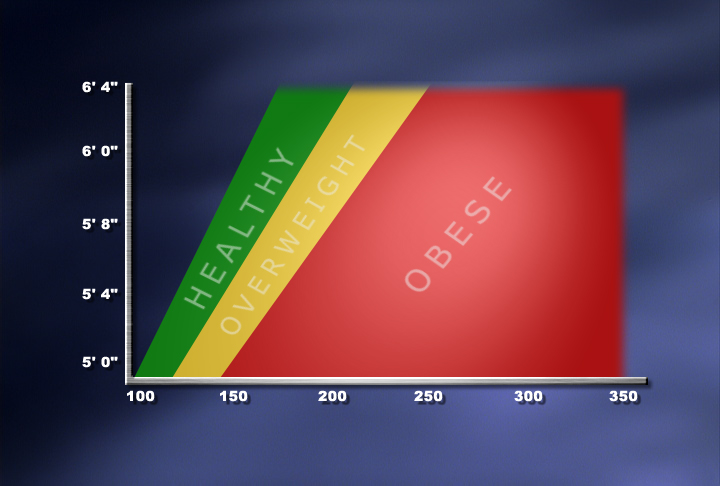 6' 4"
6' 0"
5' 8"
5' 4"
5' 0"
HEALTHY
OVERWEIGHT
OBESE
100 150 200 250 300 350